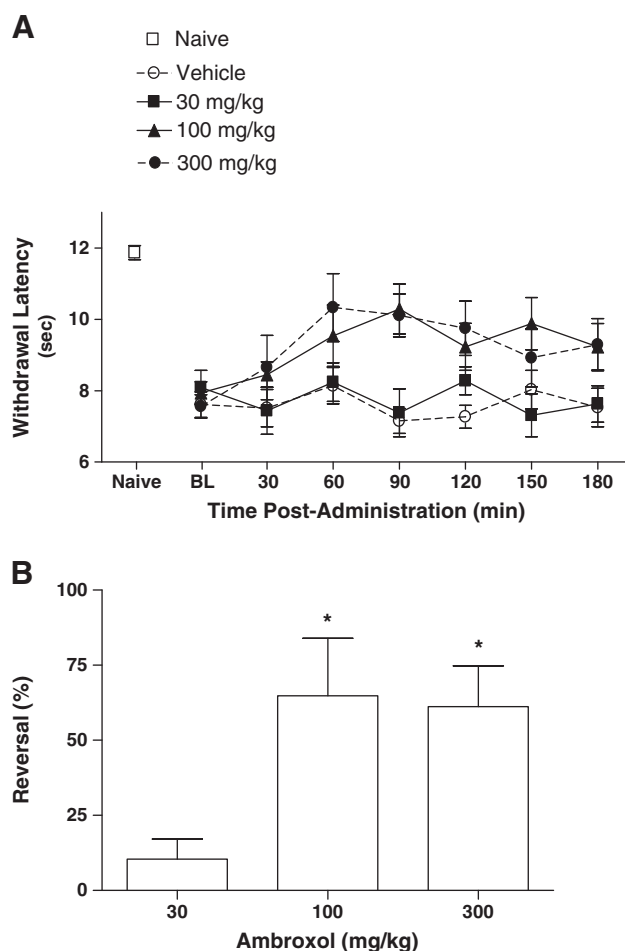 A
Naive
Vehicle
30 mg/kg
100 mg/kg
300 mg/kg
Withdrawal Latency
(sec)
12
10
8
6
Naive BL 30 60 90 120 150 180
Time Post-Administration (min)
B
Reversal (%)
100
75
50
25
0
* *
30 100 300
Ambroxol (mg/kg)